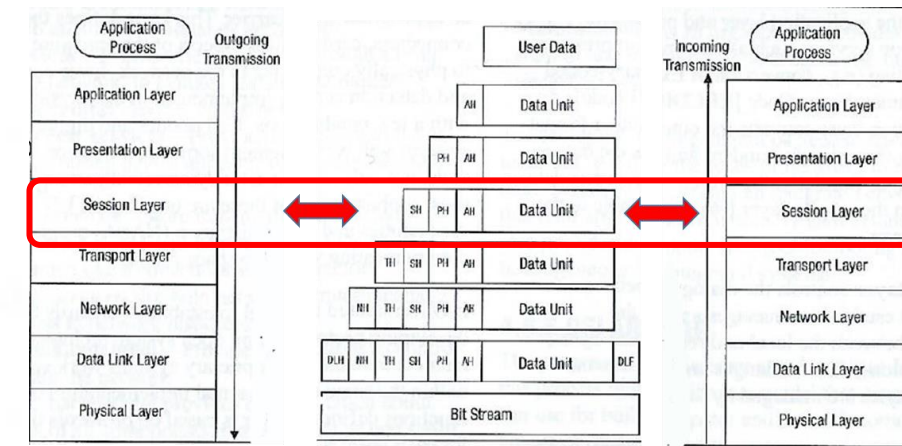 Application
Process
Outgoing
Transmission
Application Layer
Presentation Layer
Session Layer
Transport Layer
Network Layer
Data Link Layer
Physical Layer
User Data
AH Data Unit
PH AH Data Unit
SH PH AH Data Unit
TH SH PH AH Data Unit
NH TH SH PH AH Data Unit
DLH NH TH SH PH AH Data Unit DLF
Bit Stream
Incoming
Transmission
Application
Process
Application Layer
Presentation Layer
Session Layer
Transport Layer
Network Layer
Data Link Layer
Physical Layer